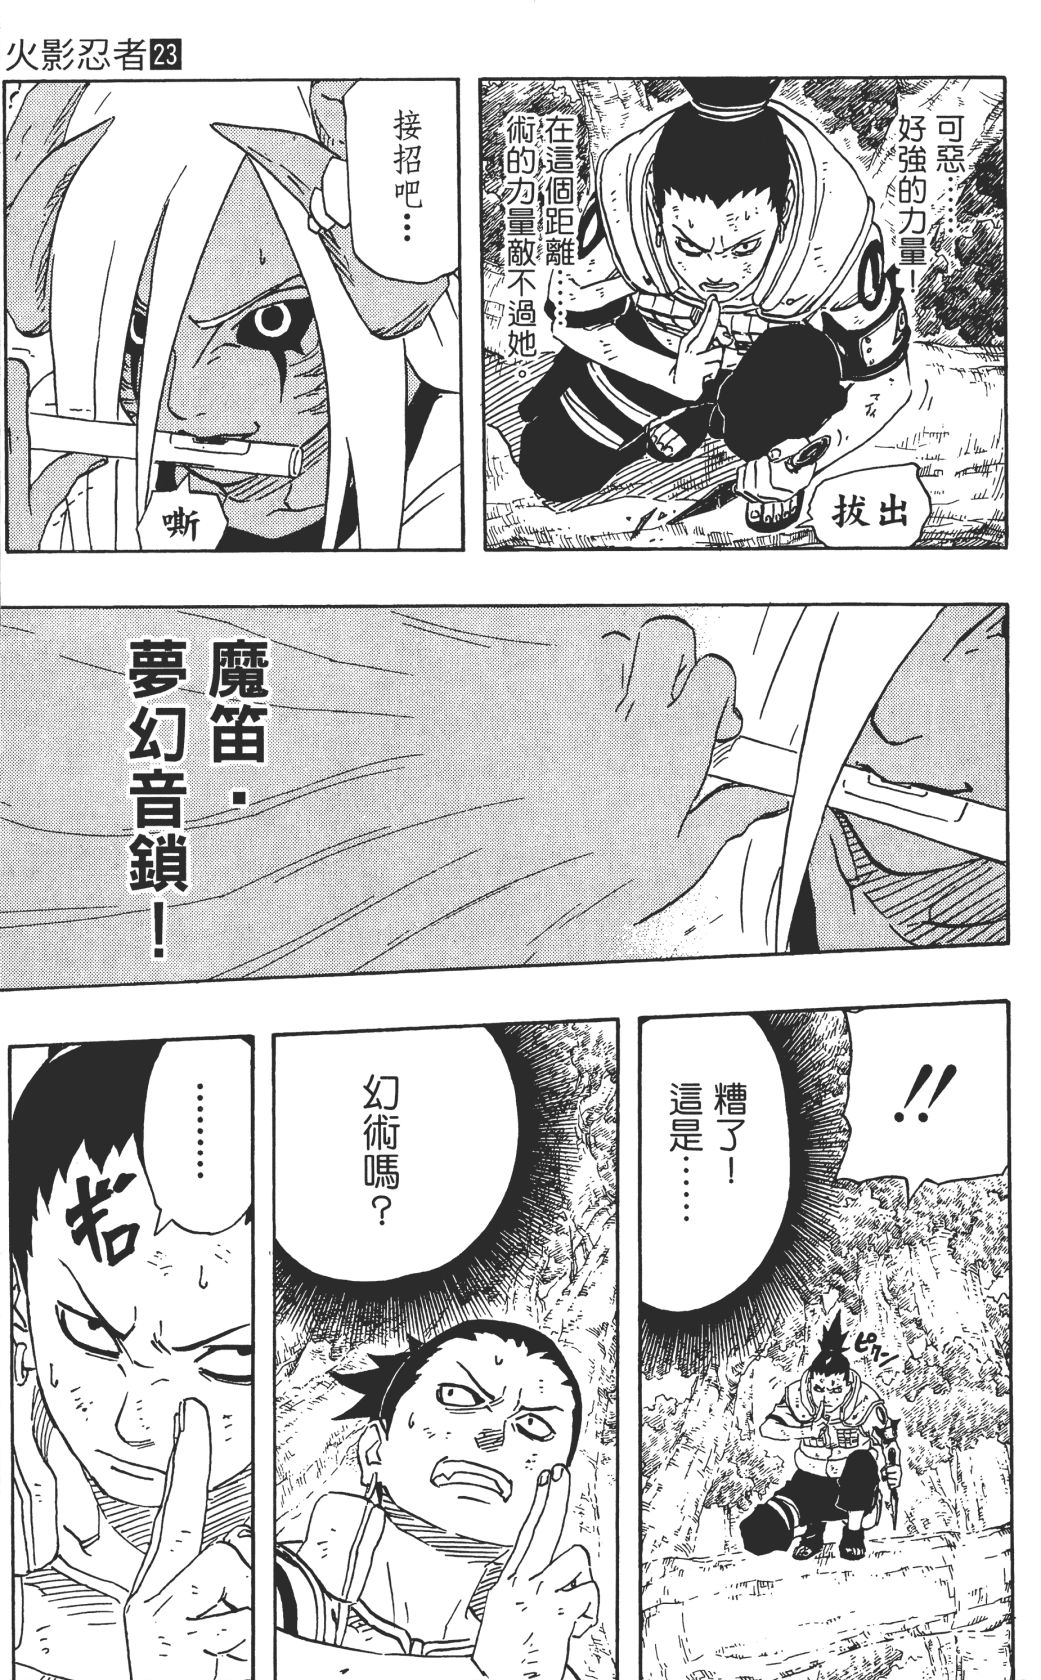 火影忍者23
可惡……
好強的力量！
在這個距離……
術的力量敵不過她。
拔出
接招吧…
嘶
魔笛・
夢幻音鎖！
!!
ピクン
糟了！
這是……
幻術嗎？
………
ギロ